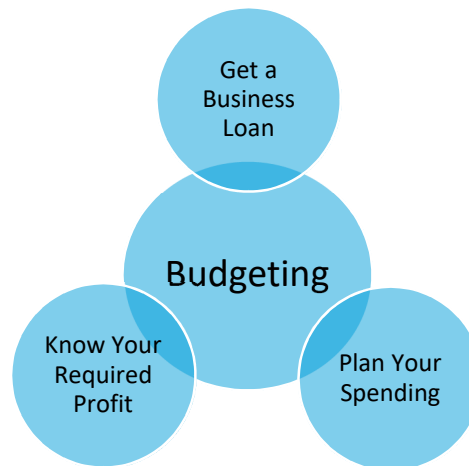 Get a
Business
Loan
Budgeting
Know Your
Required
Profit
Plan Your
Spending